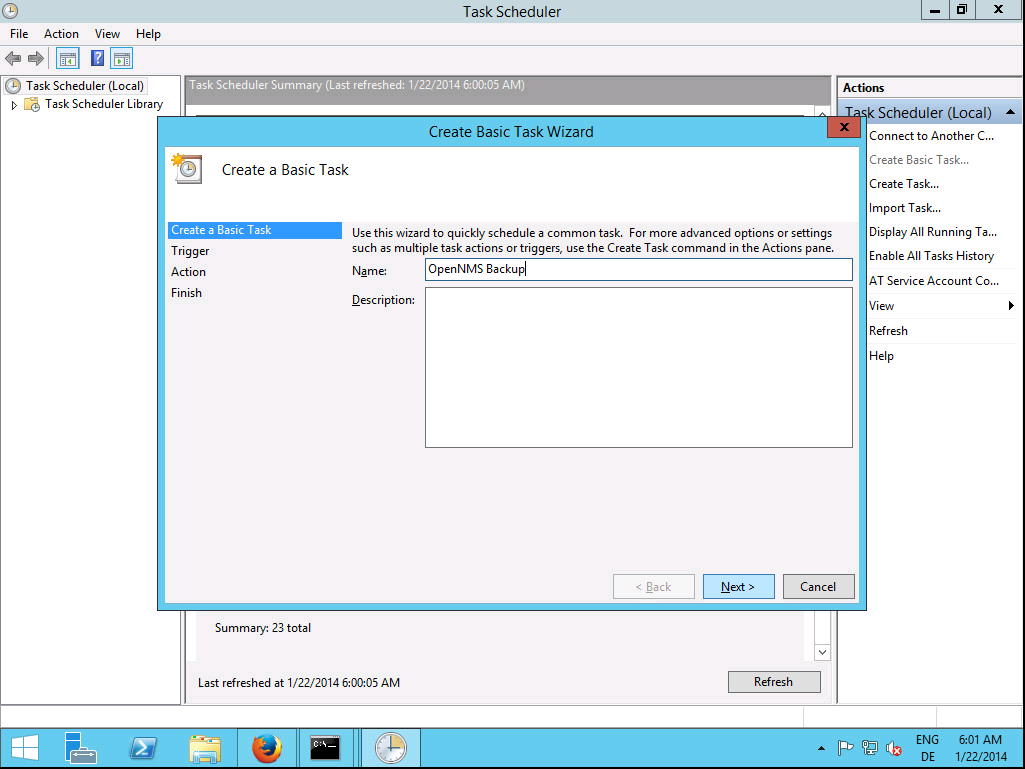 Task Scheduler
File Action View Help
Task Scheduler (Local)
Task Scheduler Library
Task Scheduler Summary (Last refreshed: 1/22/2014 6:00:05 AM)
Actions
Task Scheduler (Local)
Connect to Another C...
Create Basic Task...
Create Task...
Import Task...
Display All Running Ta...
Enable All Tasks History
AT Service Account Co...
View
Refresh
Help
Create Basic Task Wizard
Create a Basic Task
Create a Basic Task
Trigger
Action
Finish
Use this wizard to quickly schedule a common task. For more advanced options or settings
such as multiple task actions or triggers, use the Create Task command in the Actions pane.
Name: OpenNMS Backup
Description:
< Back Next > Cancel
Summary: 23 total
Last refreshed at 1/22/2014 6:00:05 AM Refresh
C:\_
ENG 6:01 AM
DE 1/22/2014